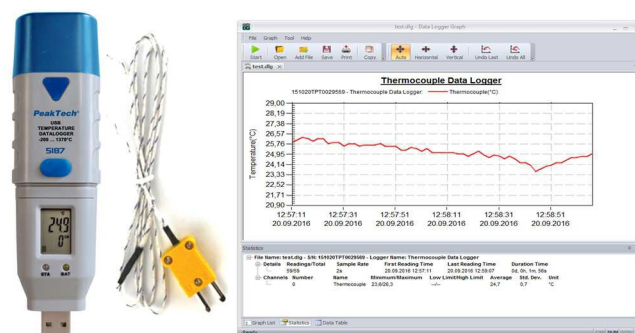 PeakTech
USB
TEMPERATURE
DATALOGGER
-200 ... 1370°C
5187
24.9
0
STA
BAT
test.dlg - Data Logger Graph
File Graph Tool Help
Start Open Add File Save Print Copy Auto Horizontal Vertical Undo Last Undo All
test.dlg
Thermocouple Data Logger
151020TPT0029589 - Thermocouple Data Logger Thermocouple(°C)
Temperature(°C)
29,00
28,19
27,38
26,57
25,76
24,95
24,14
23,33
22,52
21,71
20,90
12:57:11 12:57:31 12:57:51 12:58:11 12:58:31 12:58:51
20.09.2016 20.09.2016 20.09.2016 20.09.2016 20.09.2016 20.09.2016
Statistics
File Name: test.dlg - S/N: 151020TPT0029589 - Logger Name: Thermocouple Data Logger
Details Readings/Total Sample Rate First Reading Time Last Reading Time Duration Time
59/59 2s 20.09.2016 12:57:11 20.09.2016 12:59:07 0d, 0h, 1m, 56s
Channels Number Name Minimum/Maximum Low Limit/High Limit Average Std. Dev. Unit
0 Thermocouple 23,6/26,3 --/-- 24.7 0,7 °C
Graph List Statistics Data Table
Ready